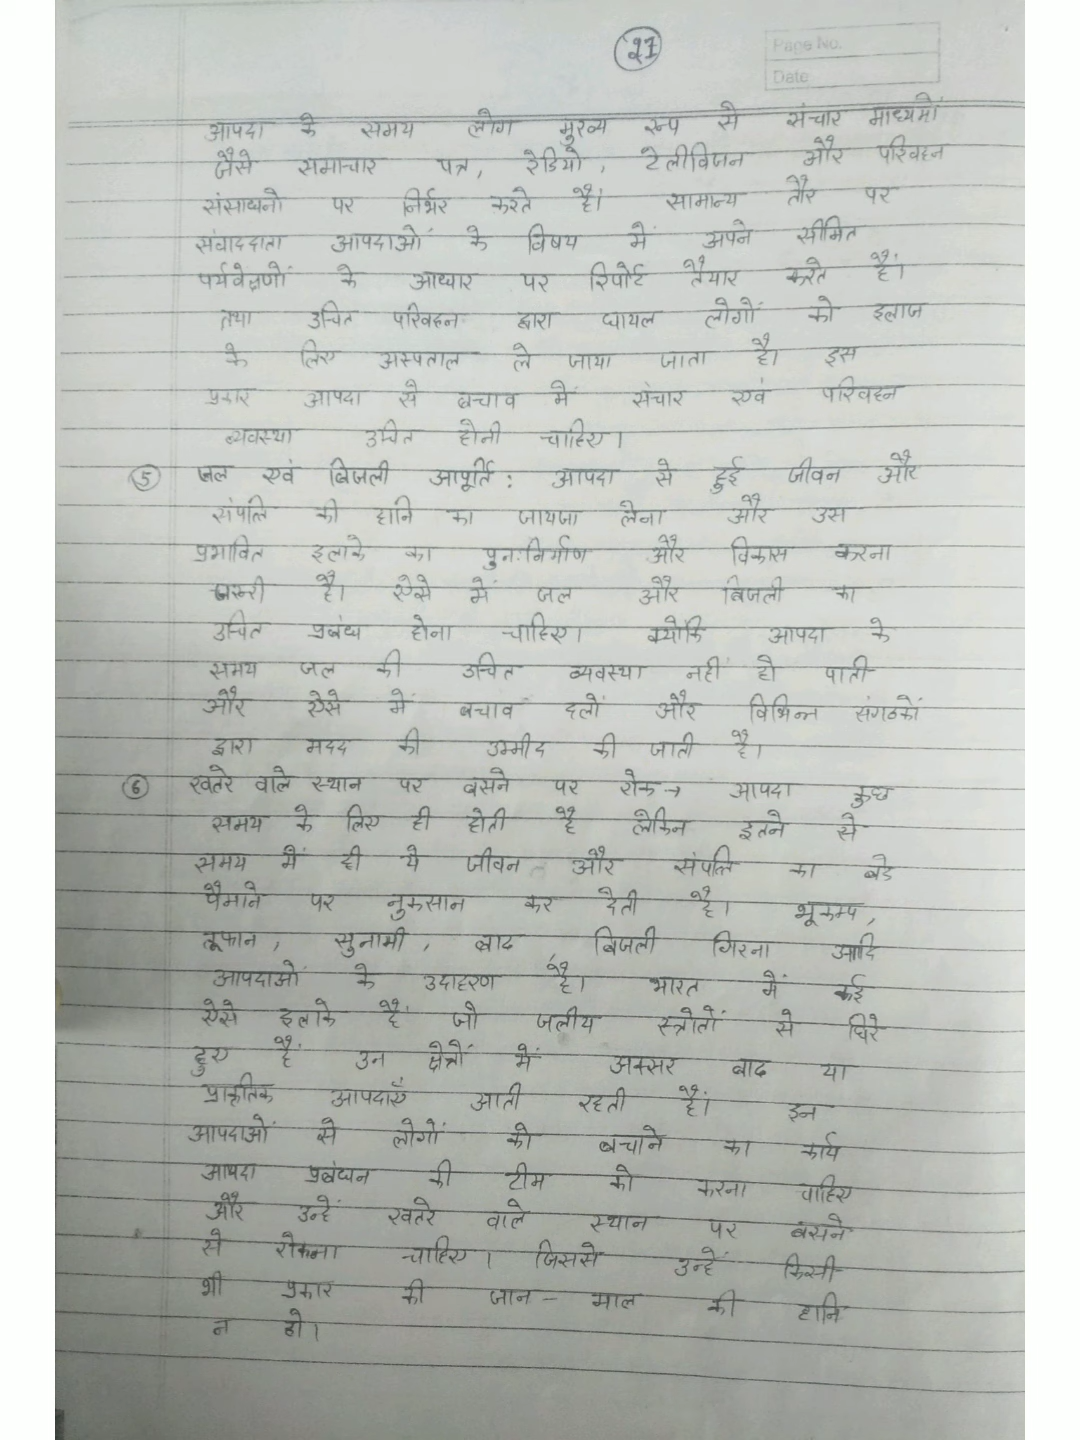 27
Page No.
Date
आपदा के समय लोग मुख्य रूप से संचार माध्यमों
जैसे समाचार पत्र, रेडियो, टेलीविजन और परिवहन
संसाधनो पर निर्भर करते है। सामान्य तौर पर
संवाददाता आपदाओं के विषय में अपने सीमित
पर्यवेक्षणों के आधार पर रिपोर्ट तैयार करते हैं।
तथा उचित परिवहन द्वारा घायल लोगों को इलाज
के लिए अस्पताल ले जाया जाता है। इस
प्रकार आपदा से बचाव में संचार एवं परिवहन
व्यवस्था उचित होनी चाहिए।
5 जल एवं बिजली आपूर्ति: आपदा से हुई जीवन और
संपत्ति की हानि का जायजा लेना और उस
प्रभावित इलाके का पुन:निर्माण और विकास करना
जरूरी है। ऐसे में जल और बिजली का
उचित प्रबंध होना चाहिए। क्योकि आपदा के
समय जल की उचित व्यवस्था नहीं हो पाती
और ऐसे में बचाव दलों और विभिन्न संगठकों
द्वारा मदद की उम्मीद की जाती है।
6 खतरे वाले स्थान पर बसने पर रोक → आपदा कुछ
समय के लिए ही होती है लेकिन इतने से
समय में ही ये जीवन और संपत्ति का बडे
पैमाने पर नुकसान कर देती है। भूकम्प,
तूफान, सुनामी, बाढ, बिजली गिरना आदि
आपदाओं के उदाहरण है। भारत में कई
ऐसे इलाके हैं जो जलीय स्त्रोतों से घिरे
हुए हैं उन क्षेत्रों में अक्सर बाढ या
प्राकृतिक आपदाएँ आती रहती हैं। इन
आपदाओं से लोगों को बचाने का कार्य
आपदा प्रबंधन की टीम को करना चाहिए
और उन्हें खतरे वाले स्थान पर बसने
से रोकना चाहिए। जिससे उन्हें किसी
भी प्रकार की जान - माल की हानि
न हो।